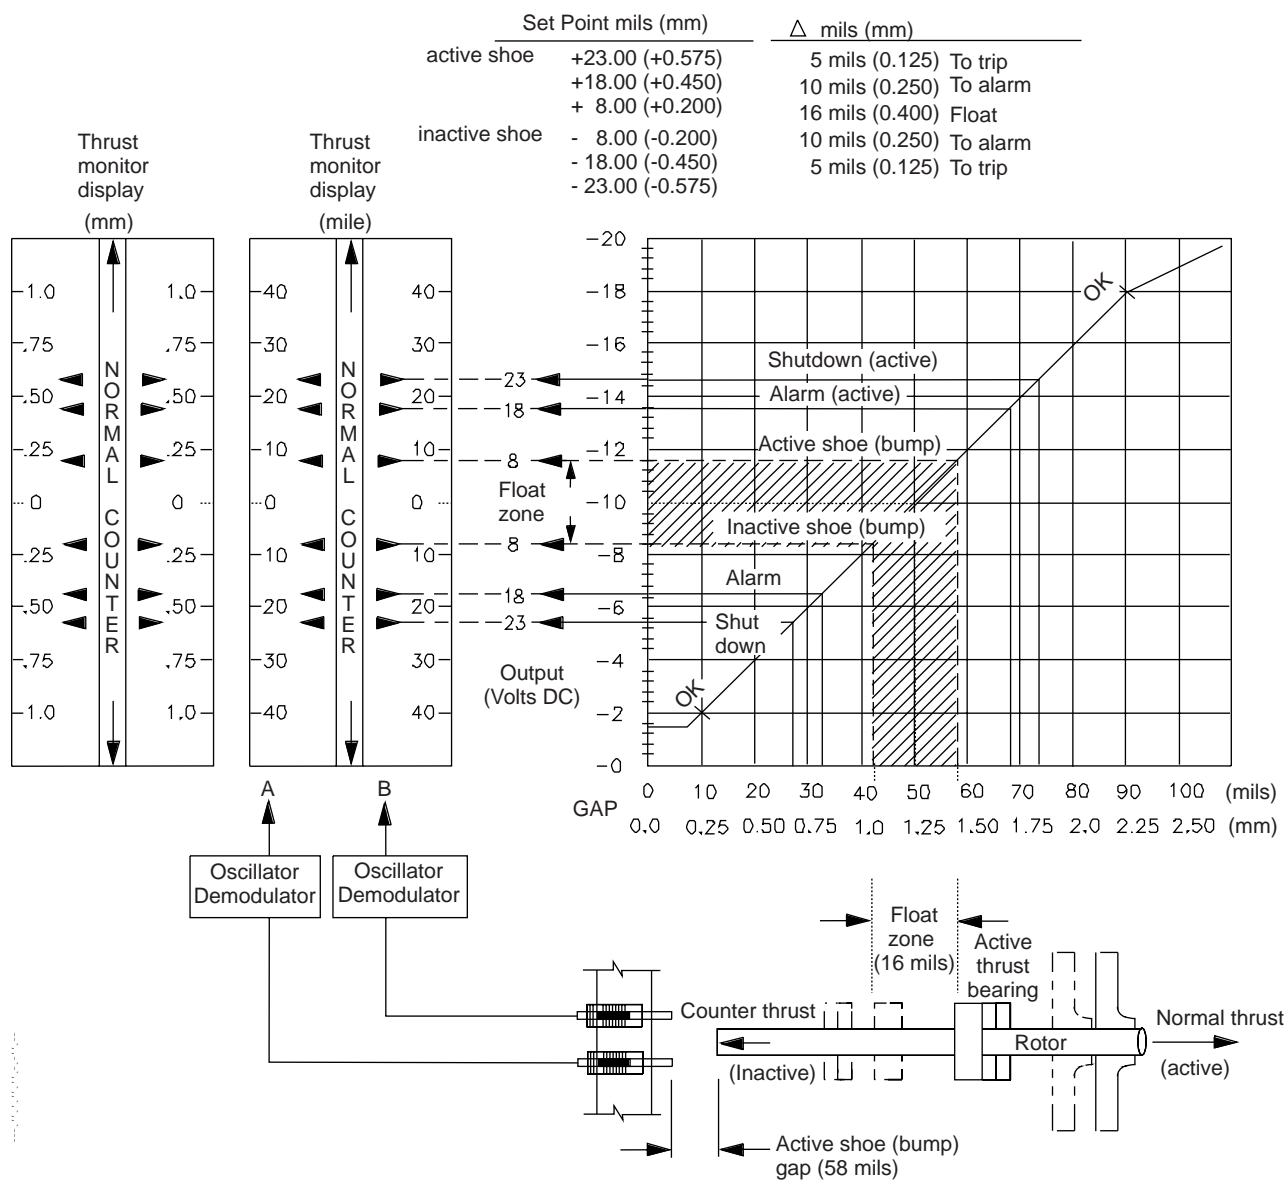 Set Point mils (mm)
Δ mils (mm)
active shoe +23.00 (+0.575) 5 mils (0.125) To trip
+18.00 (+0.450) 10 mils (0.250) To alarm
+ 8.00 (+0.200) 16 mils (0.400) Float
inactive shoe - 8.00 (-0.200) 10 mils (0.250) To alarm
- 18.00 (-0.450) 5 mils (0.125) To trip
- 23.00 (-0.575)
Thrust
monitor
display
(mm)
Thrust
monitor
display
(mile)
1.0 1.0
.75 .75
.50 .50
.25 .25
0 0
.25 .25
.50 .50
.75 .75
1.0 1.0
NORMAL
COUNTER
40 40
30 30
20 20
10 10
0 0
10 10
20 20
30 30
40 40
NORMAL
COUNTER
23
18
8
Float
zone
8
18
23
Output
(Volts DC)
-20
-18
-16
-14
-12
-10
-8
-6
-4
-2
-0
OK
Shutdown (active)
Alarm (active)
Active shoe (bump)
Inactive shoe (bump)
Alarm
Shut
down
OK
GAP
0 10 20 30 40 50 60 70 80 90 100 (mils)
0.0 0.25 0.50 0.75 1.0 1.25 1.50 1.75 2.0 2.25 2.50 (mm)
A
B
Oscillator
Demodulator
Oscillator
Demodulator
Float
zone
(16 mils)
Active
thrust
bearing
Counter thrust
(Inactive)
Rotor
Normal thrust
(active)
Active shoe (bump)
gap (58 mils)